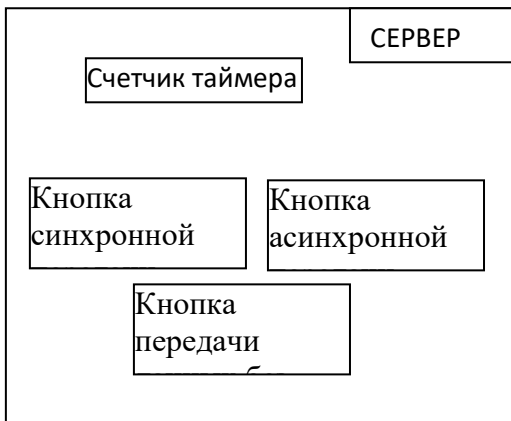 СЕРВЕР
Счетчик таймера
Кнопка
синхронной
Кнопка
асинхронной
Кнопка
передачи